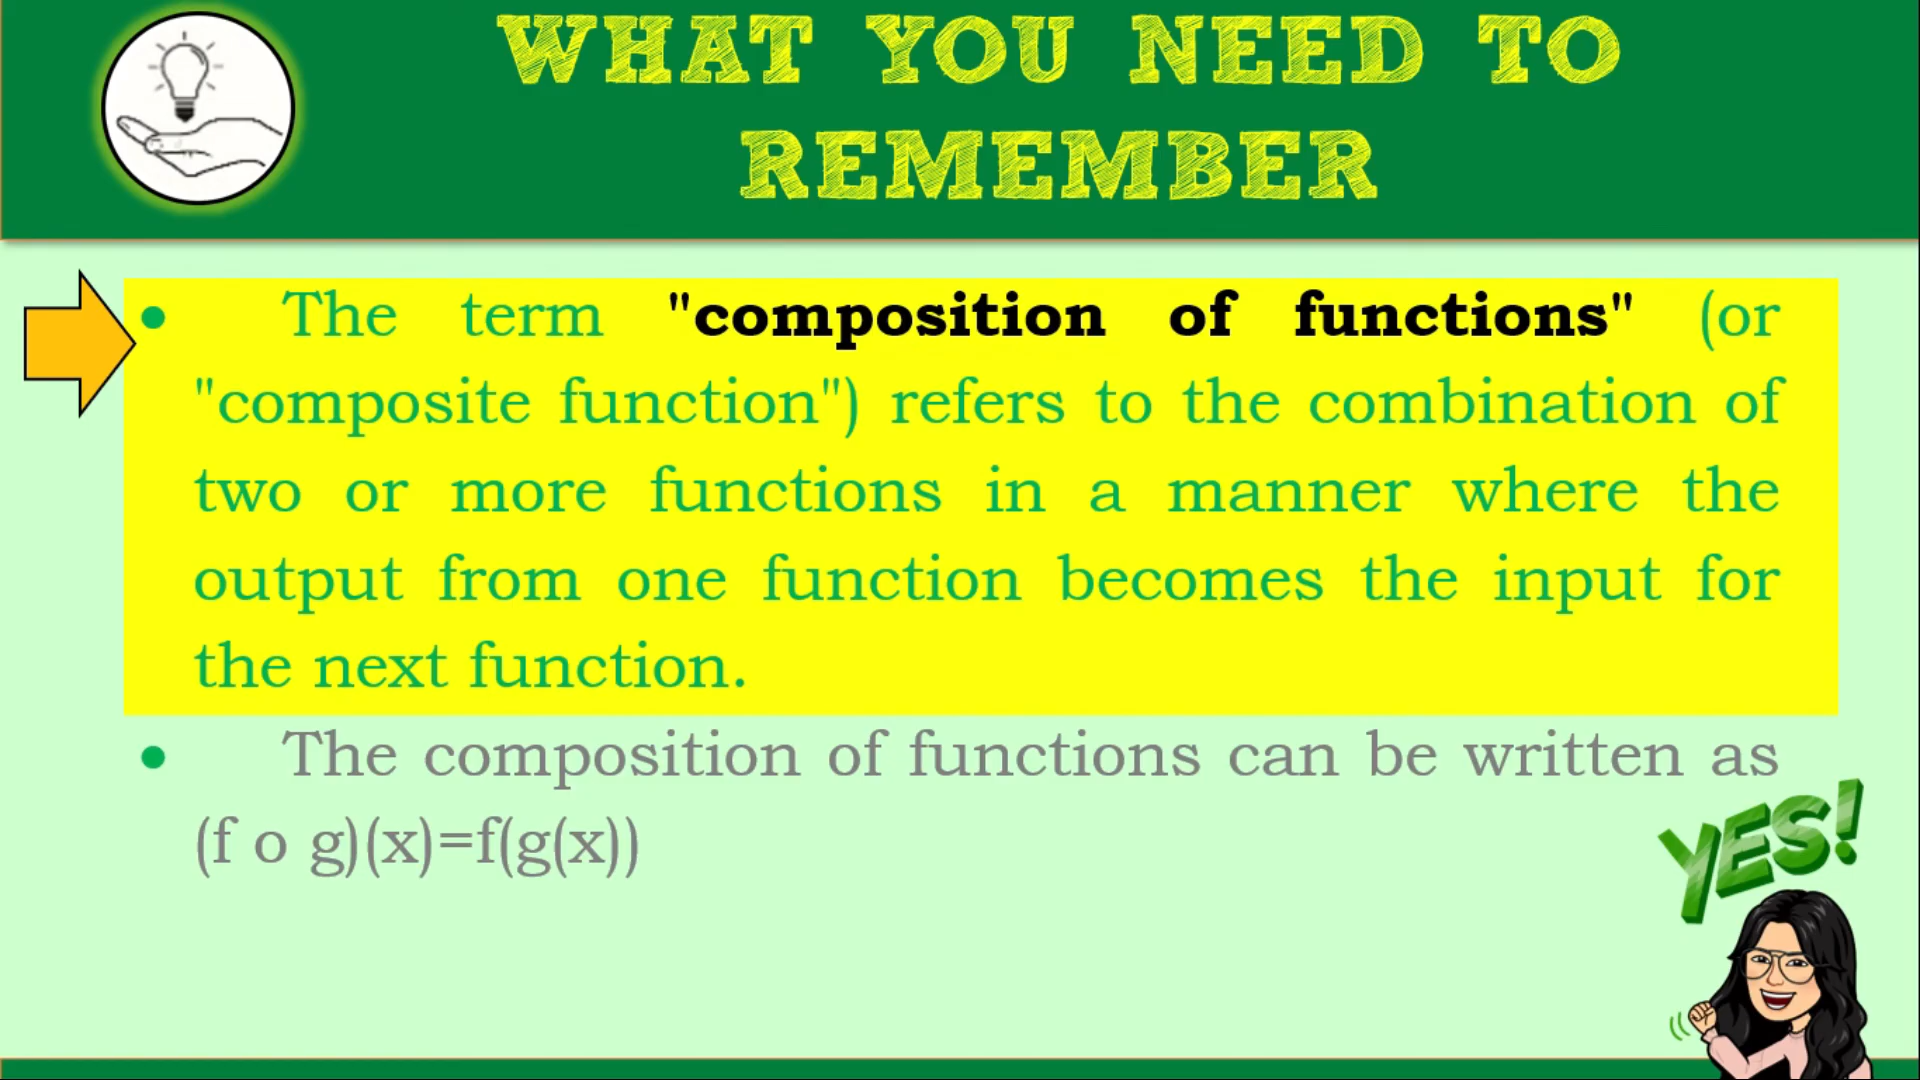 WHAT YOU NEED TO
REMEMBER
• The term "composition of functions" (or
"composite function") refers to the combination of
two or more functions in a manner where the
output from one function becomes the input for
the next function.
• The composition of functions can be written as
(f o g)(x)=f(g(x))
YES!